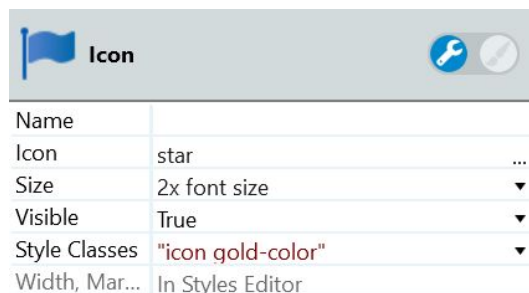 Icon
Name
Icon star ...
Size 2x font size
Visible True
Style Classes "icon gold-color"
Width, Mar... In Styles Editor